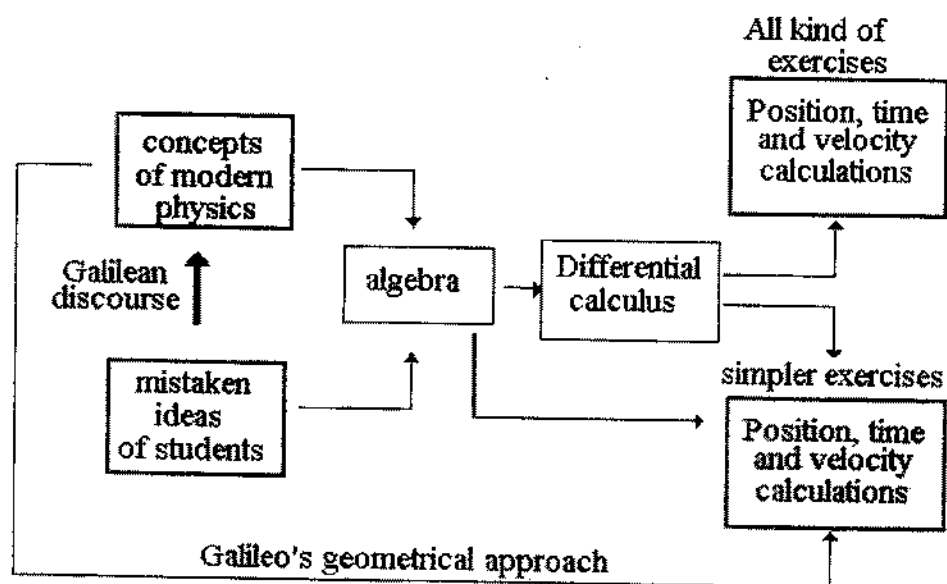 All kind of
exercises
Position, time
and velocity
calculations
concepts
of modern
physics
Galilean
discourse
algebra
Differential
calculus
mistaken
ideas
of students
simpler exercises
Position, time
and velocity
calculations
Galileo's geometrical approach